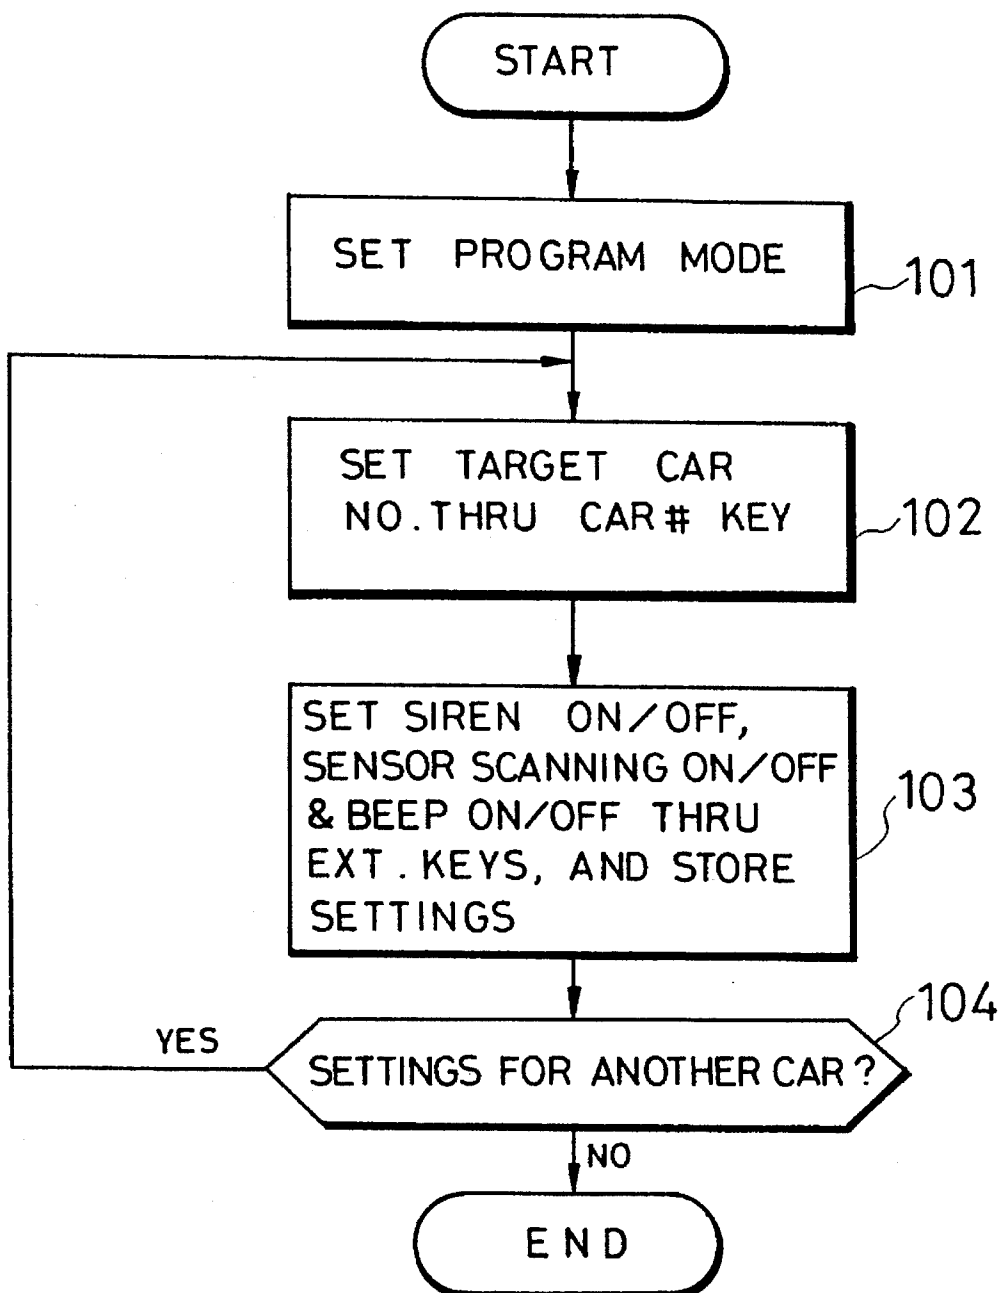 START
SET PROGRAM MODE
101
SET TARGET CAR
NO. THRU CAR# KEY
102
SET SIREN ON/OFF,
SENSOR SCANNING ON/OFF
& BEEP ON/OFF THRU
EXT. KEYS, AND STORE
SETTINGS
103
104
YES
SETTINGS FOR ANOTHER CAR?
NO
END